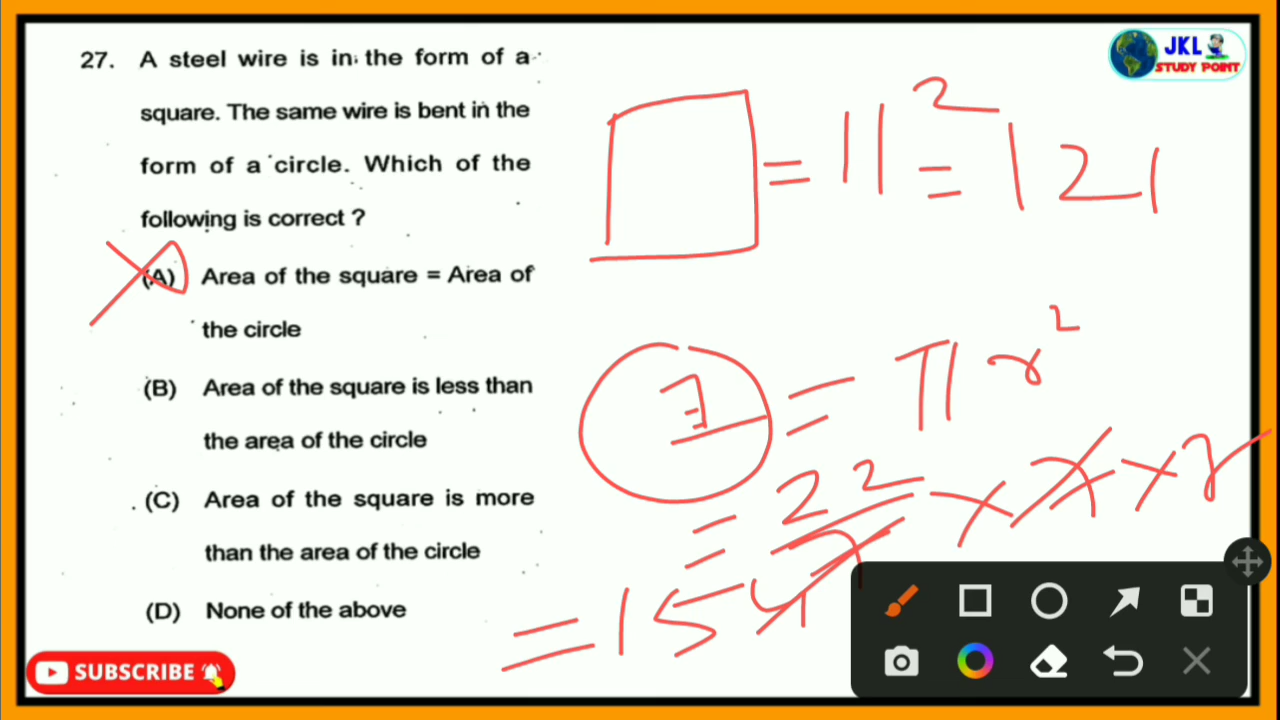 27. A steel wire is in the form of a
square. The same wire is bent in the
form of a circle. Which of the
following is correct ?
(A) Area of the square = Area of
the circle
(B) Area of the square is less than
the area of the circle
(C) Area of the square is more
than the area of the circle
(D) None of the above
JKL
STUDY POINT
= 11² = 121
7 = πr²
= 22/7 × 7 × 7
= 154
SUBSCRIBE